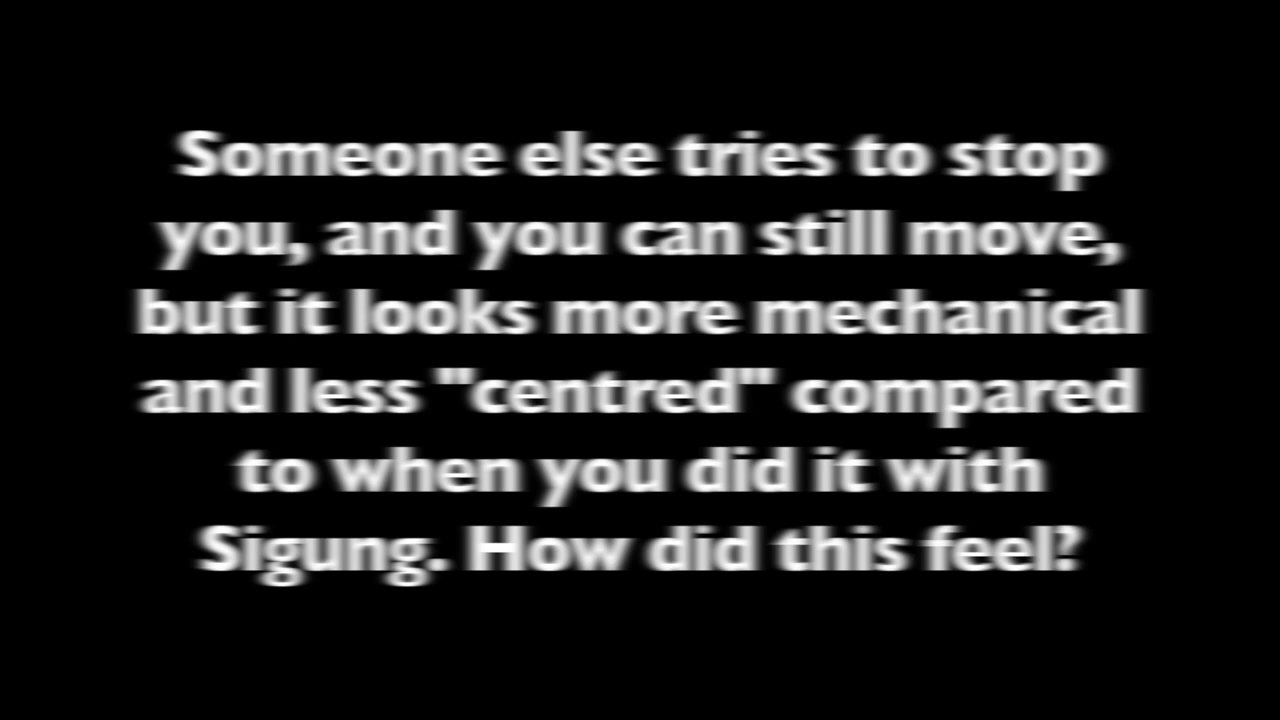 Someone else tries to stop
you, and you can still move,
but it looks more mechanical
and less "centred" compared
to when you did it with
Sigung. How did this feel?